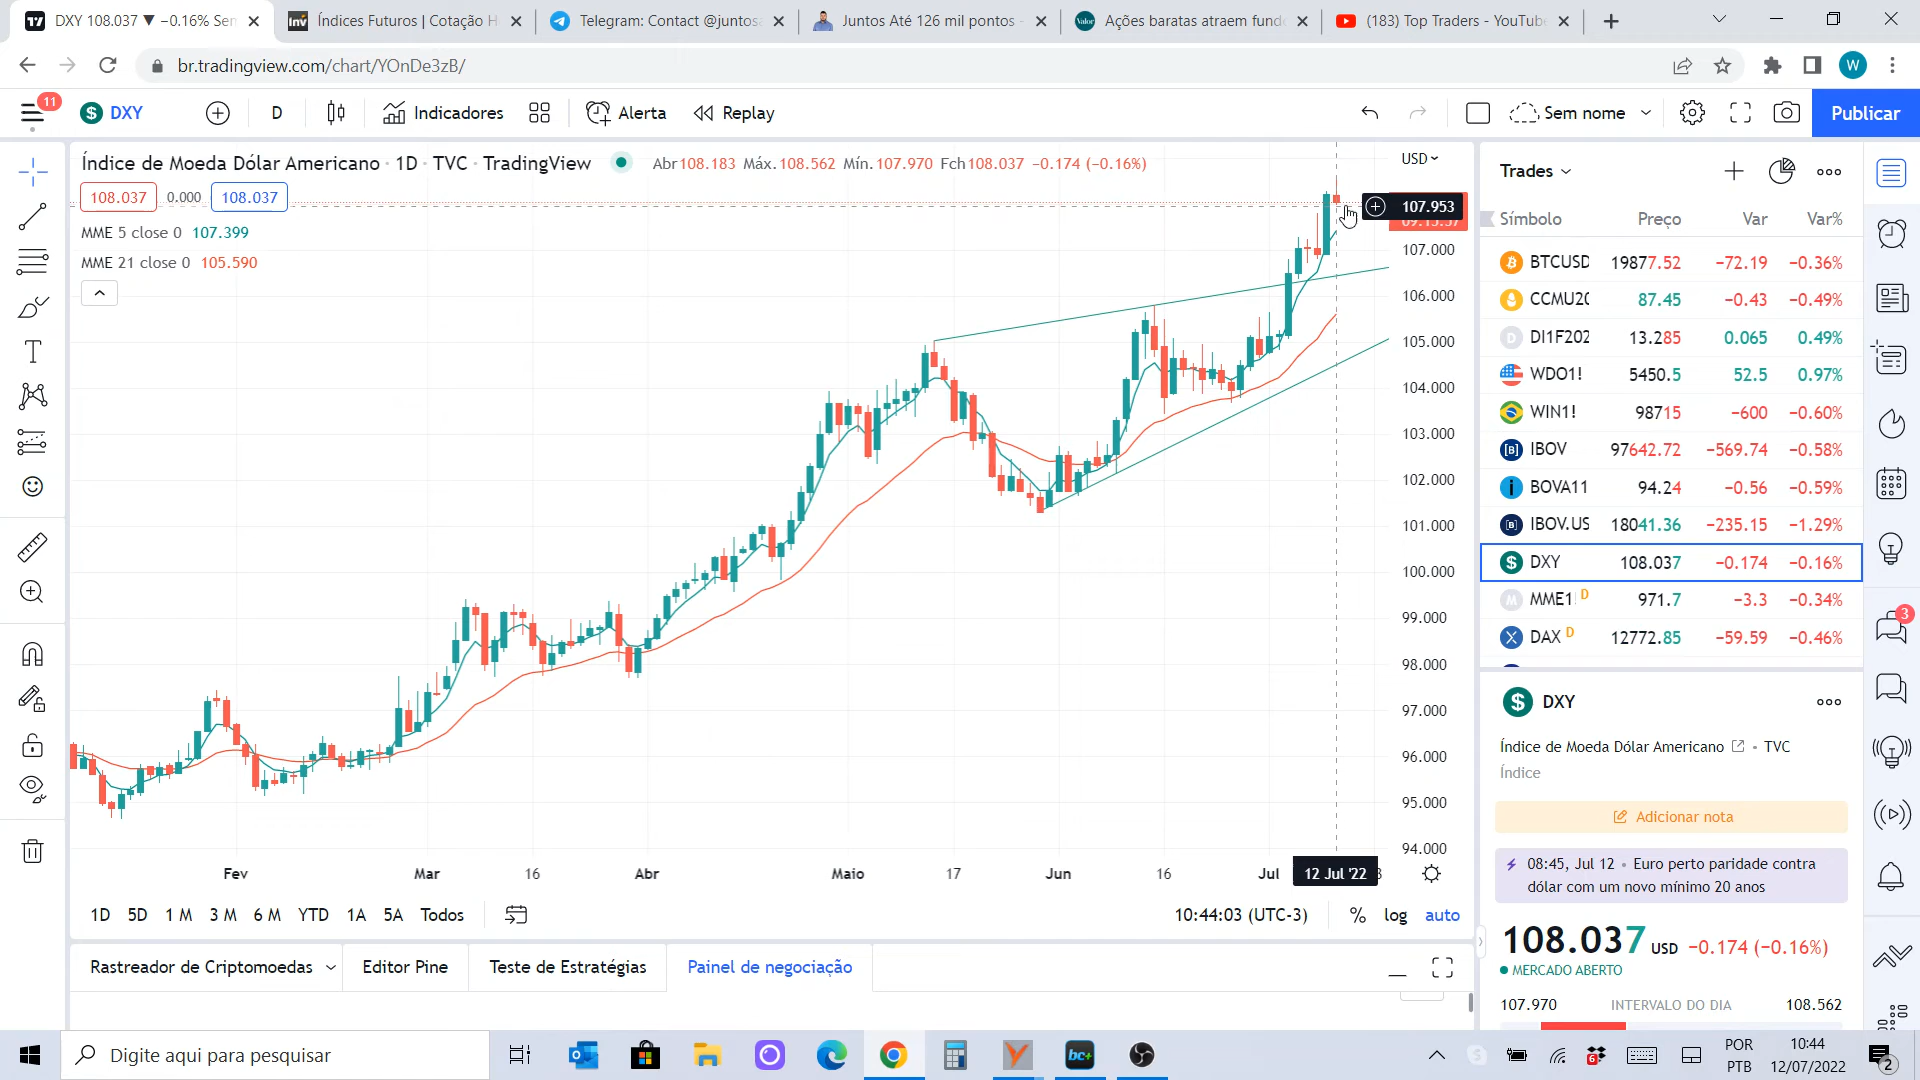 DXY 108.037 ▼ −0.16% Sem
Índices Futuros | Cotação H
Telegram: Contact @juntosa
Juntos Até 126 mil pontos -
Valor
Ações baratas atraem fund
(183) Top Traders - YouTube
br.tradingview.com/chart/YOnDe3zB/
W
11
DXY
D
Indicadores
Alerta
Replay
Sem nome
Publicar
Índice de Moeda Dólar Americano · 1D · TVC · TradingView
Abr108.183 Máx.108.562 Mín.107.970 Fch108.037 −0.174 (−0.16%)
USD
108.037
0.000
108.037
MME 5 close 0 107.399
MME 21 close 0 105.590
107.953
107.000
106.000
105.000
104.000
103.000
102.000
101.000
100.000
99.000
98.000
97.000
96.000
95.000
94.000
Fev
Mar
16
Abr
Maio
17
Jun
16
Jul
12 Jul '22
1D 5D 1 M 3 M 6 M YTD 1A 5A Todos
10:44:03 (UTC-3)
% log auto
Rastreador de Criptomoedas
Editor Pine
Teste de Estratégias
Painel de negociação
Trades
Símbolo Preço Var Var%
BTCUSD 19877.52 −72.19 −0.36%
CCMU20 87.45 −0.43 −0.49%
DI1F202 13.285 0.065 0.49%
WDO1! 5450.5 52.5 0.97%
WIN1! 98715 −600 −0.60%
IBOV 97642.72 −569.74 −0.58%
BOVA11 94.24 −0.56 −0.59%
IBOV.US 18041.36 −235.15 −1.29%
DXY 108.037 −0.174 −0.16%
MME1! D 971.7 −3.3 −0.34%
DAX D 12772.85 −59.59 −0.46%
3
DXY
Índice de Moeda Dólar Americano • TVC
Índice
Adicionar nota
08:45, Jul 12 • Euro perto paridade contra
dólar com um novo mínimo 20 anos
108.037 USD −0.174 (−0.16%)
MERCADO ABERTO
107.970 INTERVALO DO DIA 108.562
Digite aqui para pesquisar
bc+
6
POR
PTB
10:44
12/07/2022
2